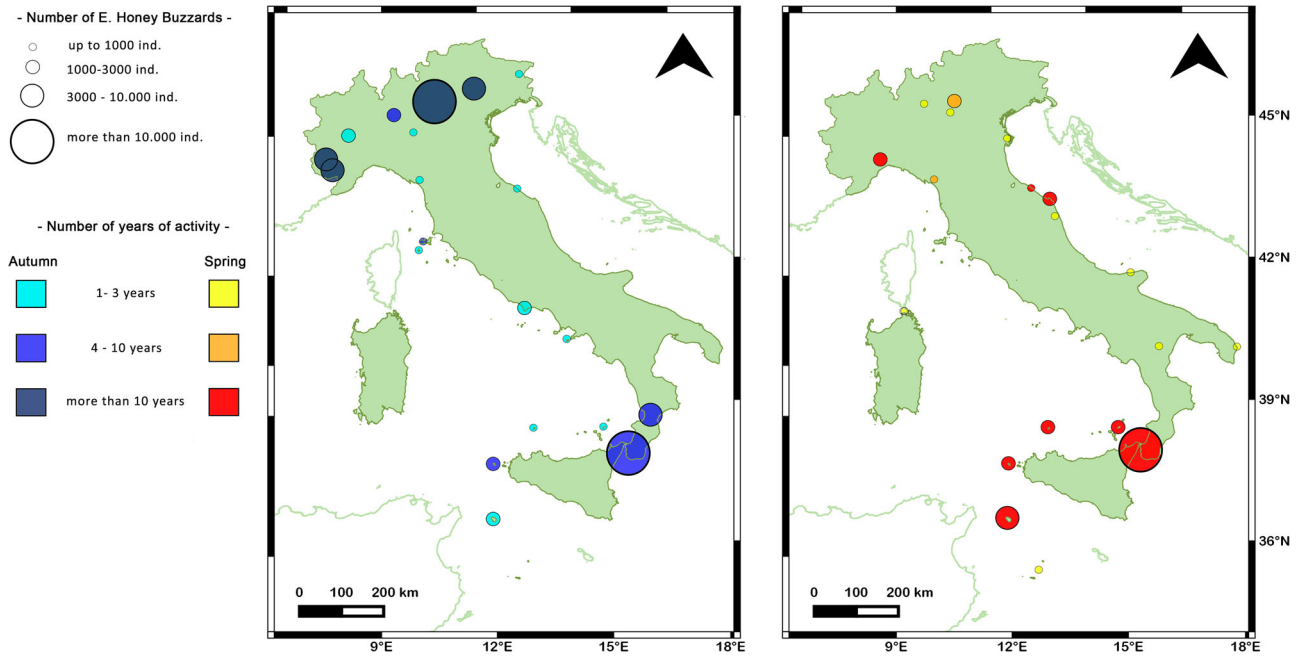 - Number of E. Honey Buzzards -
up to 1000 ind.
1000-3000 ind.
3000 - 10.000 ind.
more than 10.000 ind.
- Number of years of activity -
Autumn
Spring
1- 3 years
4 - 10 years
more than 10 years
0 100 200 km
9°E 12°E 15°E 18°E
0 100 200 km
9°E 12°E 15°E 18°E
45°N
42°N
39°N
36°N